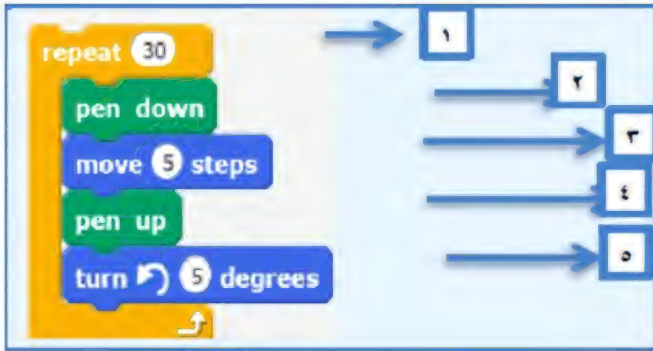 repeat 30 ١
pen down ٢
move 5 steps ٣
pen up ٤
turn 5 degrees ٥